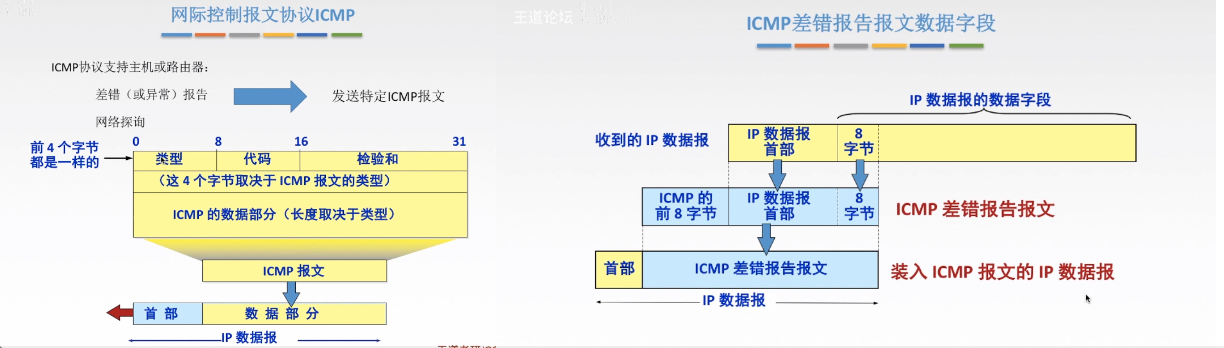 网际控制报文协议ICMP
ICMP协议支持主机或路由器:
差错（或异常）报告
发送特定ICMP报文
网络探询
0
8
16
31
前 4 个字节
都是一样的
类型
代码
检验和
（这 4 个字节取决于 ICMP 报文的类型）
ICMP 的数据部分（长度取决于类型）
ICMP 报文
首 部
数 据 部 分
IP 数据报
王道论坛
ICMP差错报告报文数据字段
IP 数据报的数据字段
收到的 IP 数据报
IP 数据报
首部
8
字节
ICMP 的
前 8 字节
IP 数据报
首部
8
字节
ICMP 差错报告报文
首部
ICMP 差错报告报文
装入 ICMP 报文的 IP 数据报
IP 数据报